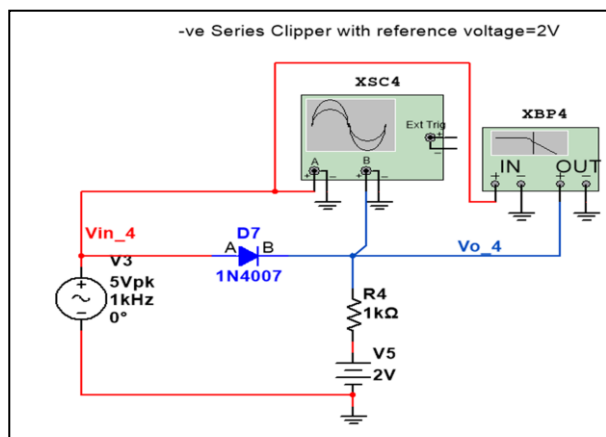 -ve Series Clipper with reference voltage=2V
XSC4
Ext Trig
+
-
A
B
+ - + -
XBP4
IN OUT
+ - + -
Vin_4
D7
A B
1N4007
Vo_4
V3
5Vpk
1kHz
0°
+
-
R4
1kΩ
V5
2V